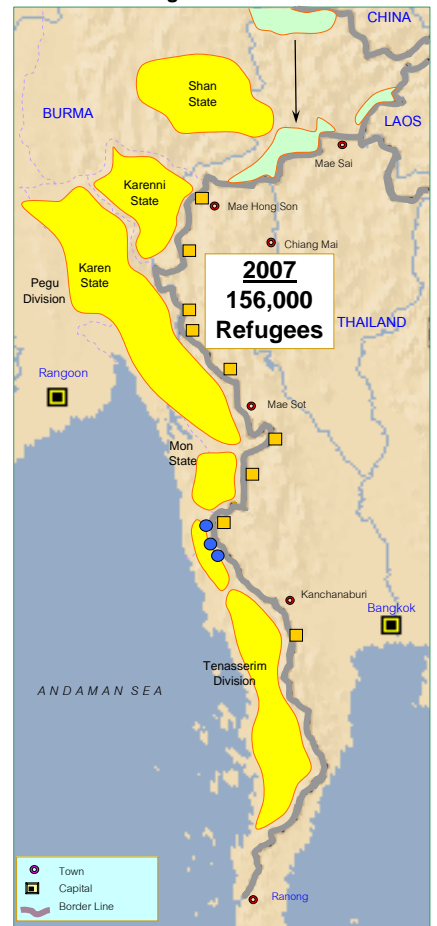 CHINA
Shan
State
BURMA
LAOS
Mae Sai
Karenni
State
Mae Hong Son
Chiang Mai
Karen
State
Pegu
Division
2007
156,000
Refugees
THAILAND
Rangoon
Mae Sot
Mon
State
Kanchanaburi
Bangkok
Tenasserim
Division
ANDAMAN SEA
Town
Capital
Border Line
Ranong